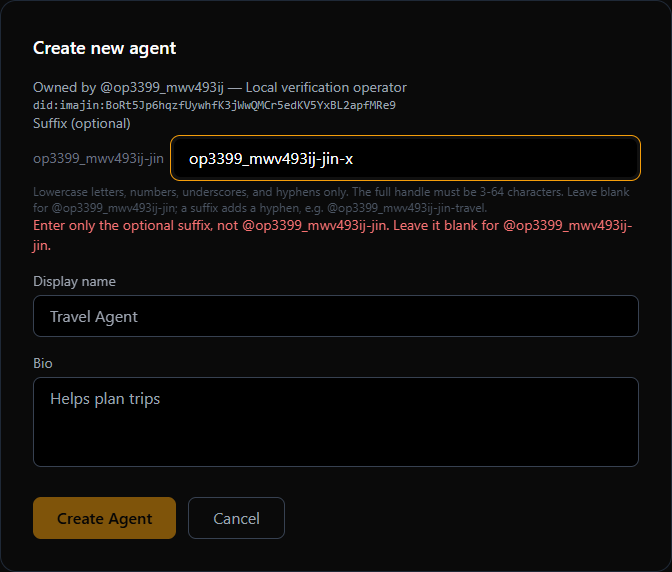 Create new agent
Owned by @op3399_mwv493ij — Local verification operator
did:imajin:BoRt5Jp6hqzfUywhfK3jWwQMCr5edKV5YxBL2apfMRe9
Suffix (optional)
op3399_mwv493ij-jin op3399_mwv493ij-jin-x
Lowercase letters, numbers, underscores, and hyphens only. The full handle must be 3-64 characters. Leave blank
for @op3399_mwv493ij-jin; a suffix adds a hyphen, e.g. @op3399_mwv493ij-jin-travel.
Enter only the optional suffix, not @op3399_mwv493ij-jin. Leave it blank for @op3399_mwv493ij-
jin.
Display name
Travel Agent
Bio
Helps plan trips
Create Agent Cancel